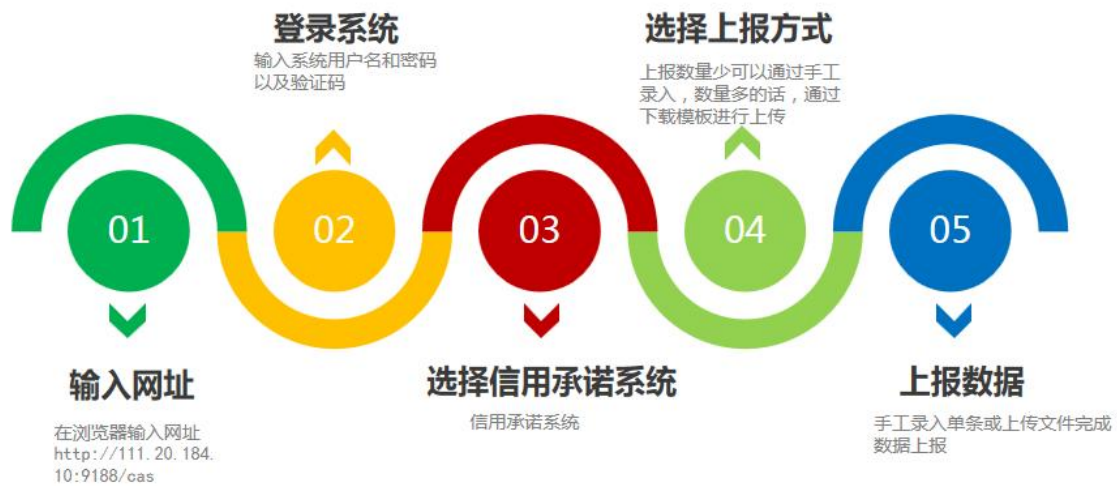 登录系统
输入系统用户名和密码
以及验证码
选择上报方式
上报数量少可以通过手工
录入，数量多的话，通过
下载模板进行上传
01
02
03
04
05
输入网址
在浏览器输入网址
http://111.20.184.
10:9188/cas
选择信用承诺系统
信用承诺系统
上报数据
手工录入单条或上传文件完成
数据上报